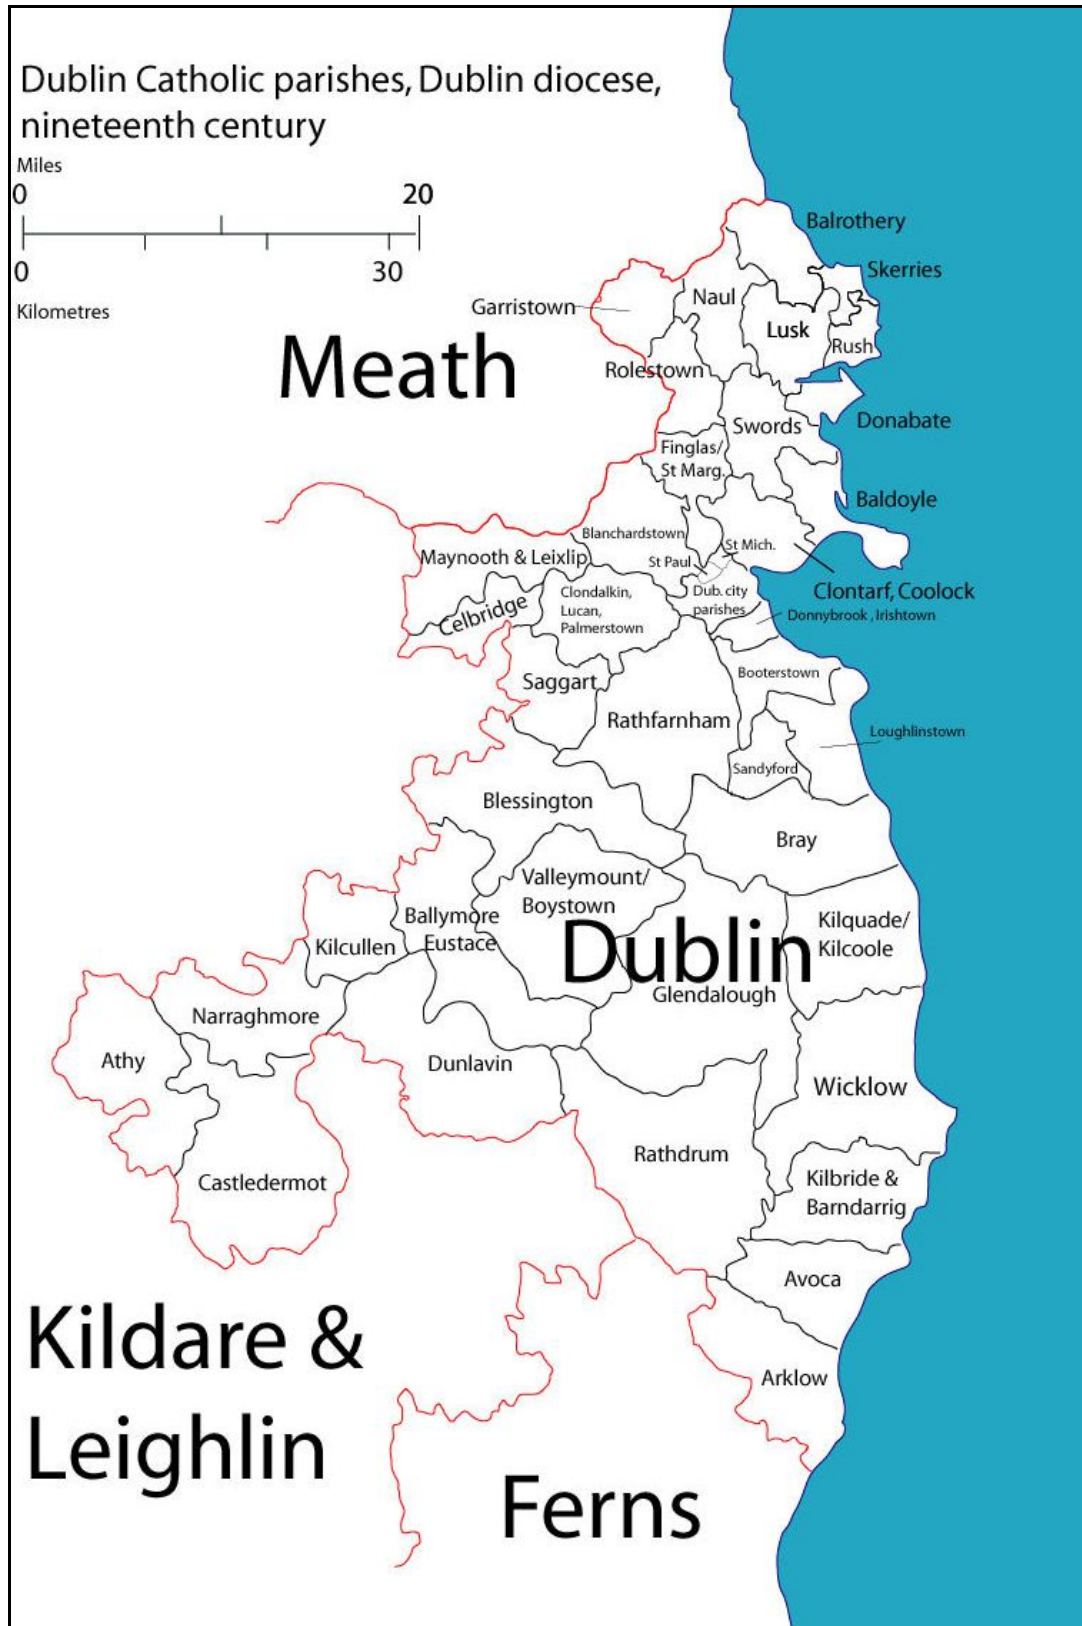 Dublin Catholic parishes, Dublin diocese,
nineteenth century
Miles
0 20
0 30
Kilometres
Balrothery
Skerries
Garristown
Naul
Lusk
Rush
Meath
Rolestown
Donabate
Swords
Finglas/
St Marg.
Baldoyle
Blanchardstown
St Mich.
Maynooth & Leixlip
St Paul
Clontarf, Coolock
Celbridge
Clondalkin,
Lucan,
Palmerstown
Dub. city
parishes
Donnybrook , Irishtown
Booterstown
Saggart
Rathfarnham
Loughlinstown
Sandyford
Blessington
Bray
Valleymount/
Boystown
Ballymore
Eustace
Kilcullen
Dublin
Kilquade/
Kilcoole
Glendalough
Narraghmore
Athy
Dunlavin
Wicklow
Rathdrum
Castledermot
Kilbride &
Barndarrig
Avoca
Kildare &
Leighlin
Arklow
Ferns